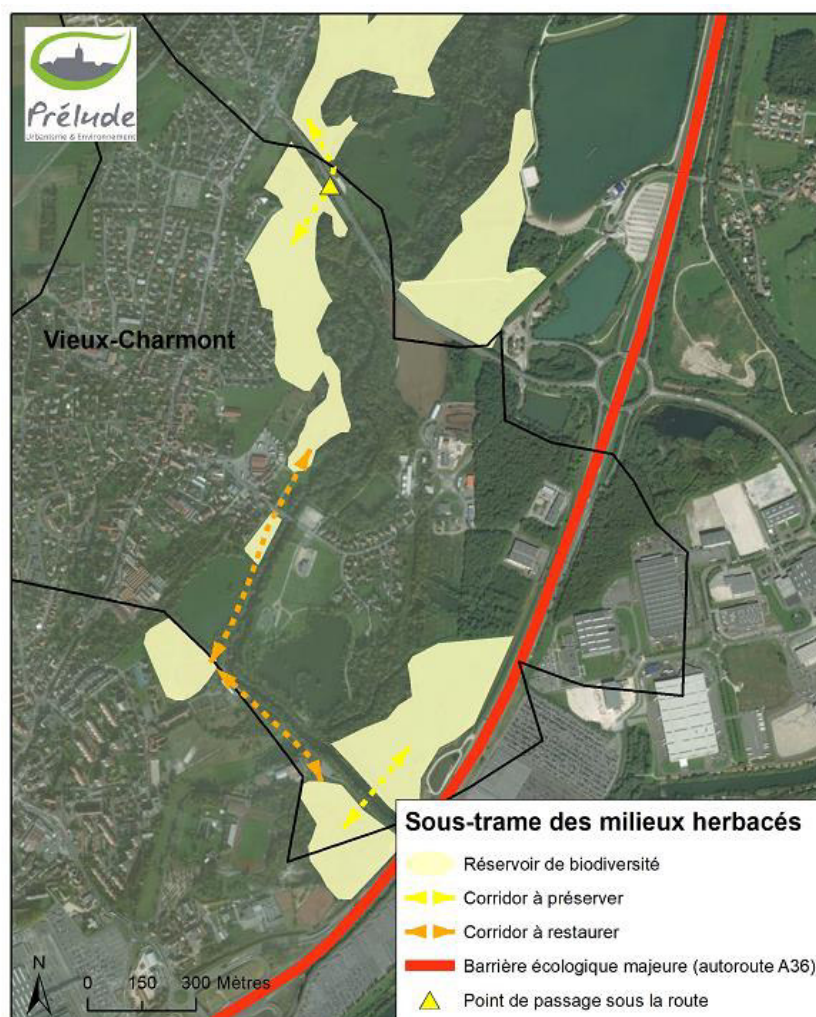 Prélude
Urbanisme & Environnement
Vieux-Charmont
Sous-trame des milieux herbacés
Réservoir de biodiversité
Corridor à préserver
Corridor à restaurer
Barrière écologique majeure (autoroute A36)
Point de passage sous la route
N
0 150 300 Mètres